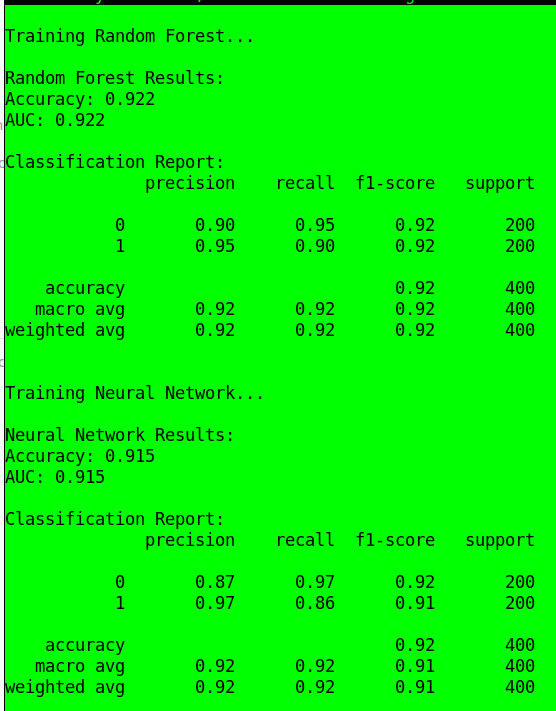 Training Random Forest...
Random Forest Results:
Accuracy: 0.922
AUC: 0.922
Classification Report:
precision recall f1-score support
0 0.90 0.95 0.92 200
1 0.95 0.90 0.92 200
accuracy 0.92 400
macro avg 0.92 0.92 0.92 400
weighted avg 0.92 0.92 0.92 400
Training Neural Network...
Neural Network Results:
Accuracy: 0.915
AUC: 0.915
Classification Report:
precision recall f1-score support
0 0.87 0.97 0.92 200
1 0.97 0.86 0.91 200
accuracy 0.92 400
macro avg 0.92 0.92 0.91 400
weighted avg 0.92 0.92 0.91 400